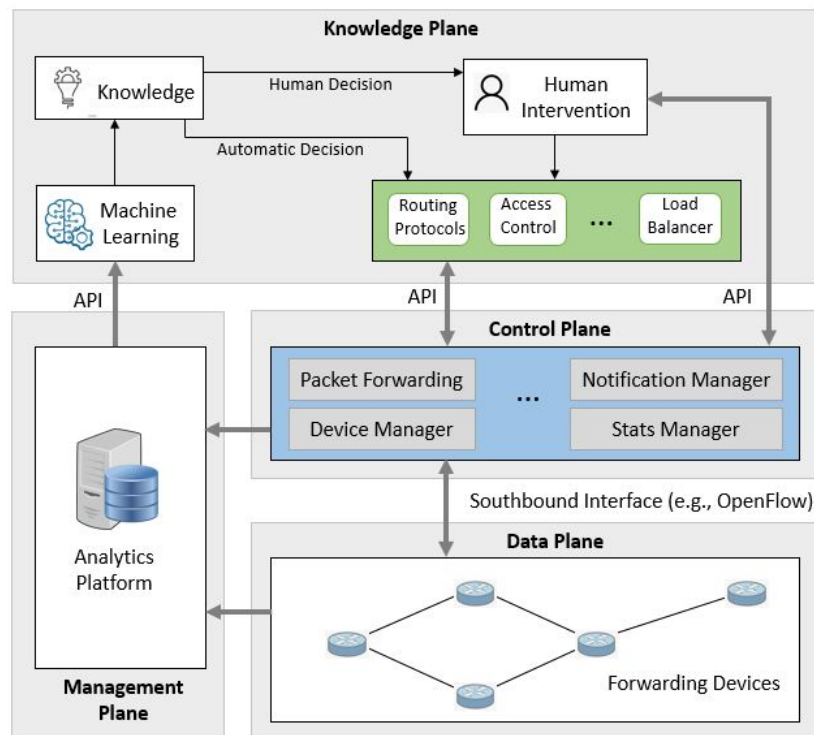 Knowledge Plane
Knowledge
Human Decision
Human
Intervention
Automatic Decision
Machine
Learning
Routing
Protocols
Access
Control
...
Load
Balancer
API
API
API
Control Plane
Packet Forwarding
...
Notification Manager
Device Manager
Stats Manager
Analytics
Platform
Management
Plane
Southbound Interface (e.g., OpenFlow)
Data Plane
Forwarding Devices